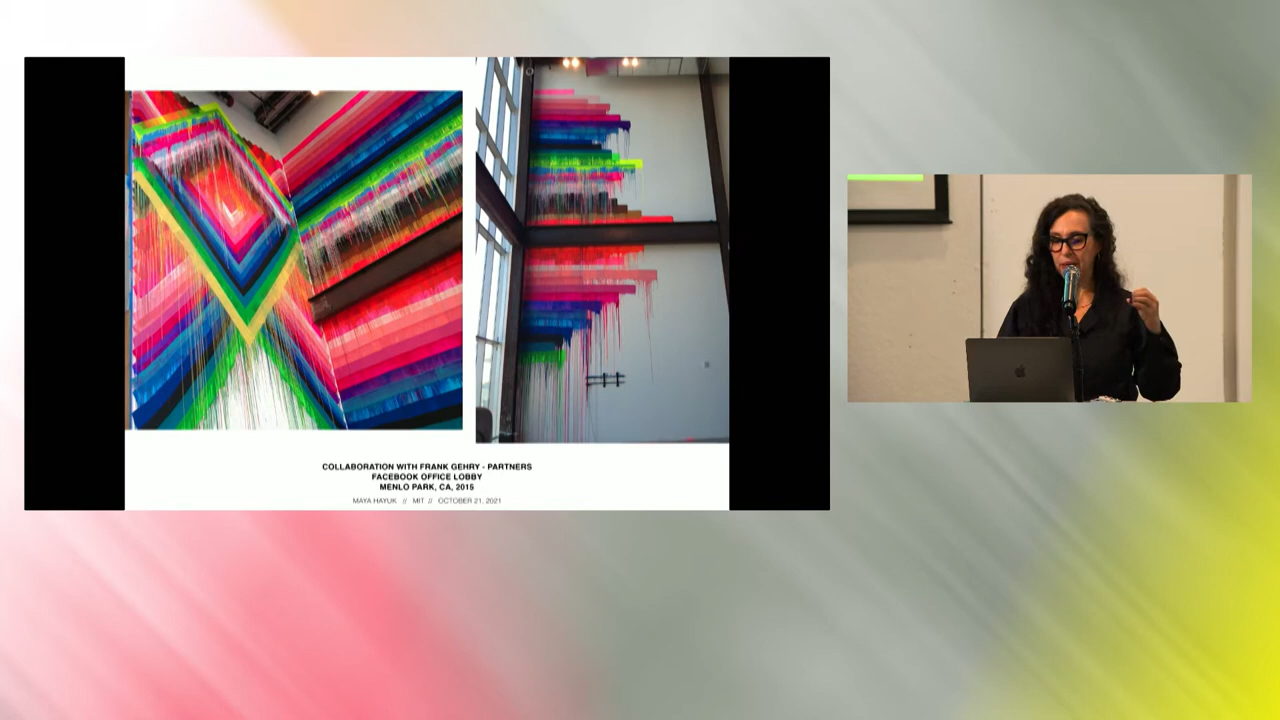 COLLABORATION WITH FRANK GEHRY - PARTNERS
FACEBOOK OFFICE LOBBY
MENLO PARK, CA, 2015
MAYA HAYUK // MIT // OCTOBER 21, 2021